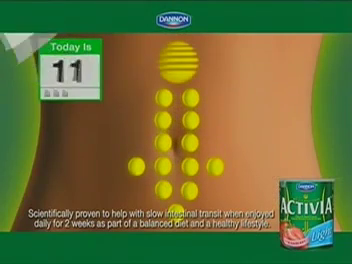 DANNON
Today Is
11
DANNON
ACTIVIA
Light
Scientifically proven to help with slow intestinal transit when enjoyed
daily for 2 weeks as part of a balanced diet and a healthy lifestyle.